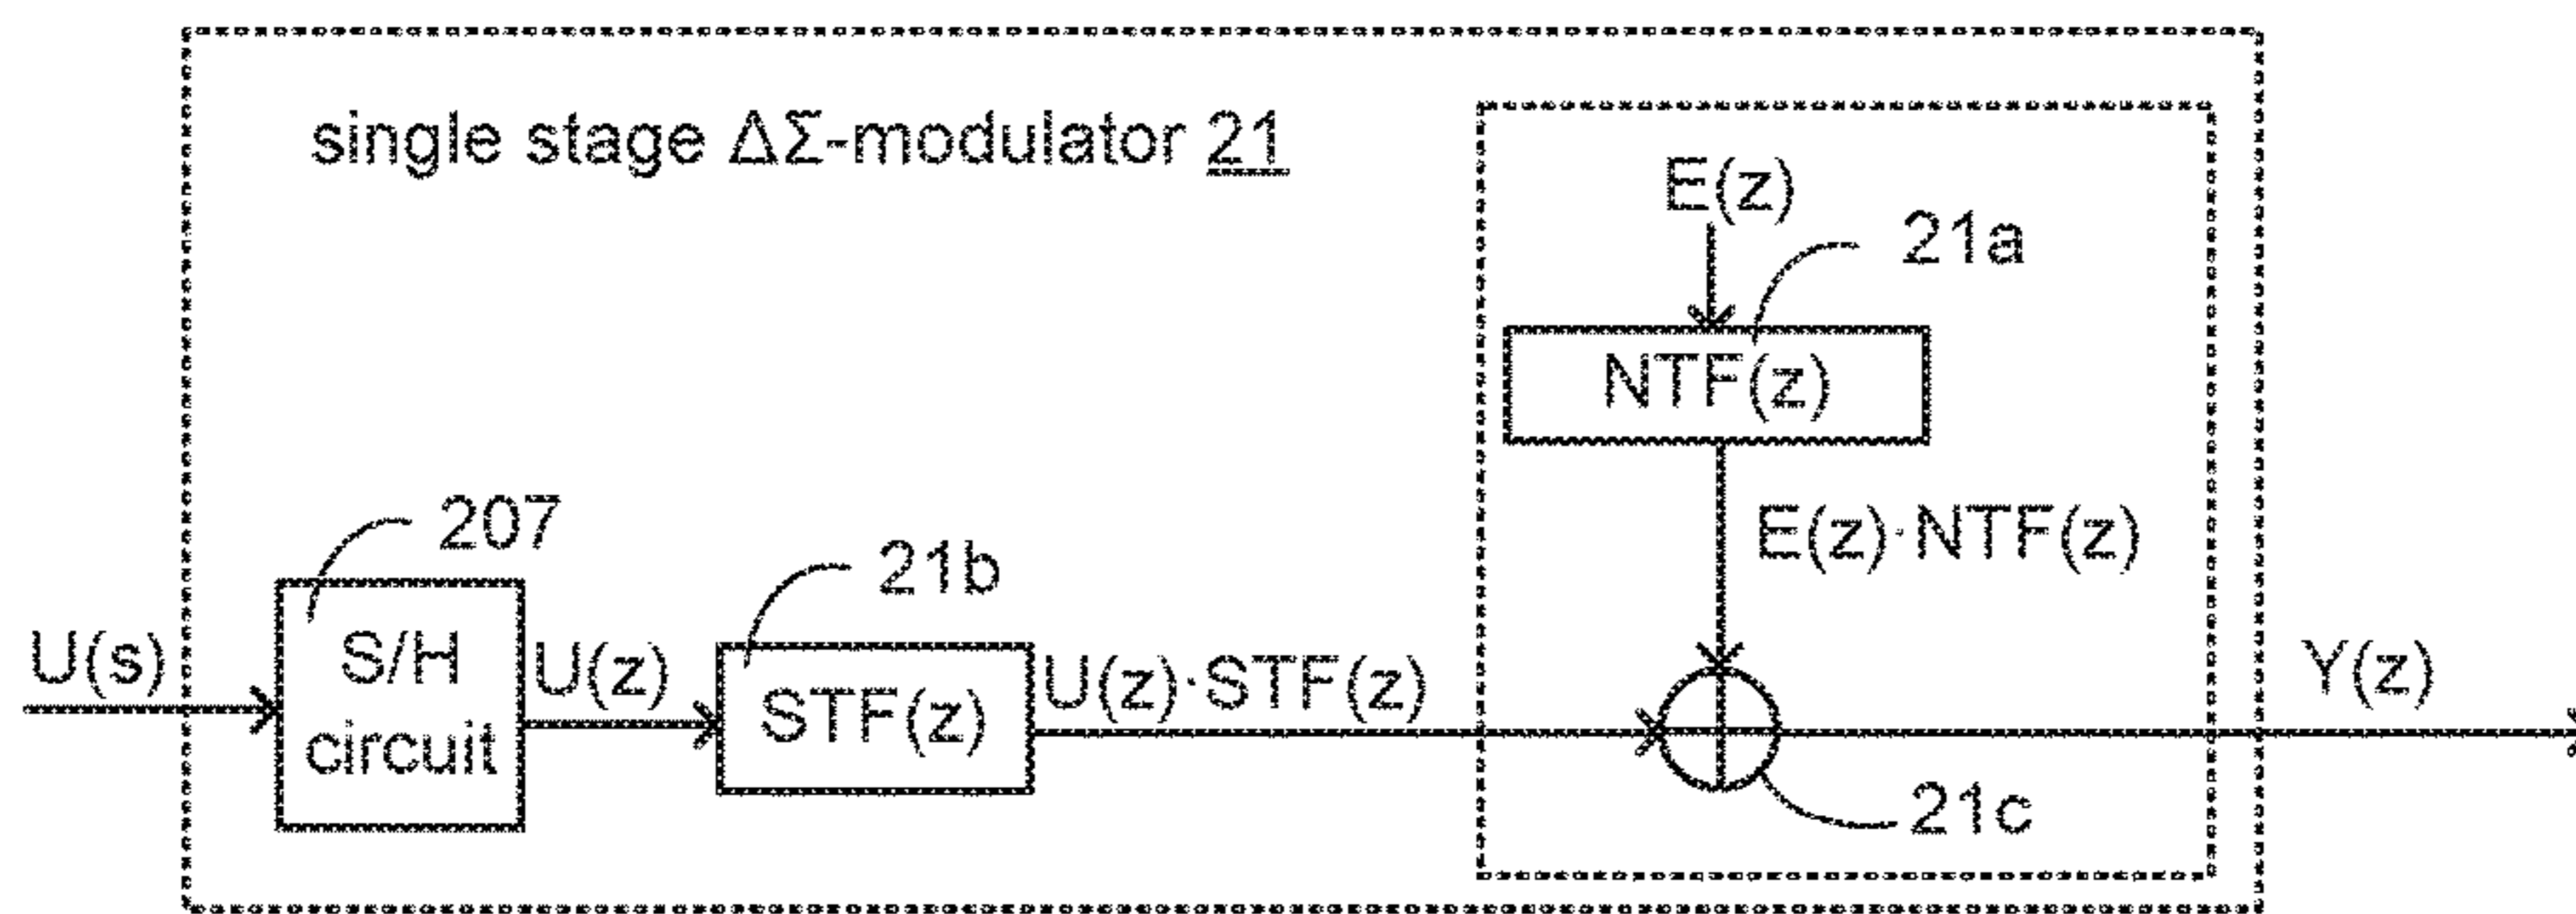 single stage ΔΣ-modulator 21
E(z)
21a
NTF(z)
E(z)·NTF(z)
207
21b
U(s)
S/H
circuit
U(z)
STF(z)
U(z)·STF(z)
Y(z)
21c